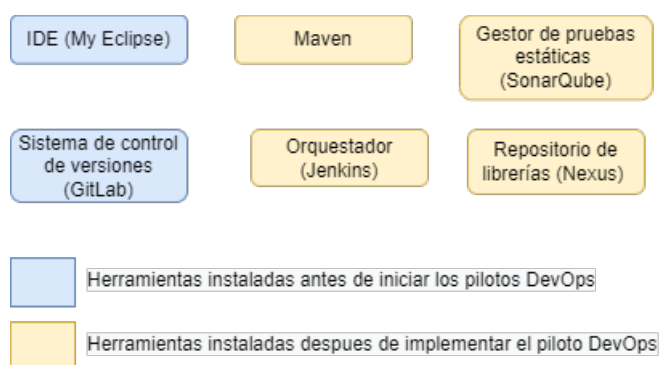 IDE (My Eclipse)
Maven
Gestor de pruebas
estáticas
(SonarQube)
Sistema de control
de versiones
(GitLab)
Orquestador
(Jenkins)
Repositorio de
librerías (Nexus)
Herramientas instaladas antes de iniciar los pilotos DevOps
Herramientas instaladas despues de implementar el piloto DevOps